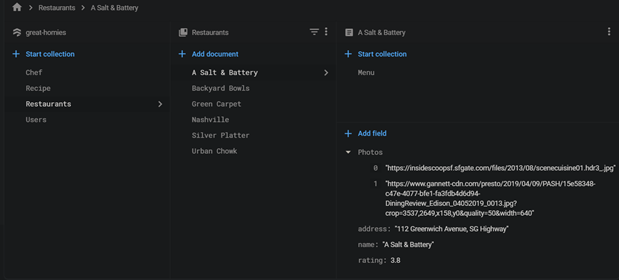 Restaurants > A Salt & Battery
great-homies
Restaurants
A Salt & Battery
+ Start collection
+ Add document
+ Start collection
Chef
Recipe
Restaurants
Users
A Salt & Battery
Backyard Bowls
Green Carpet
Nashville
Silver Platter
Urban Chowk
Menu
+ Add field
Photos
0 "https://insidescoopsf.sfgate.com/files/2013/08/scenecuisine01.hdr3_.jpg"
1 "https://www.gannett-cdn.com/presto/2019/04/09/PASH/15e58348-
c47e-4077-bfe1-fa3fdb4d6d94-
DiningReview_Edison_04052019_0013.jpg?
crop=3537,2649,x158,y0&quality=50&width=640"
address: "112 Greenwich Avenue, SG Highway"
name: "A Salt & Battery"
rating: 3.8